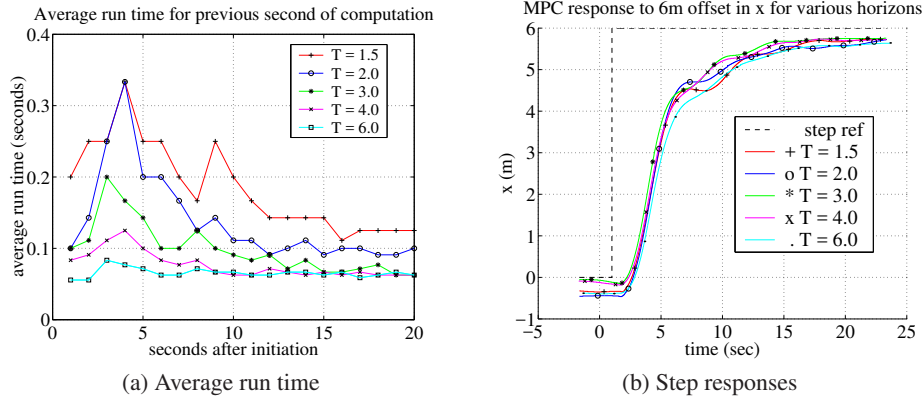 Average run time for previous second of computation
0.4
0.3
0.2
0.1
0
average run time (seconds)
T = 1.5
T = 2.0
T = 3.0
T = 4.0
T = 6.0
0 5 10 15 20
seconds after initiation
(a) Average run time
MPC response to 6m offset in x for various horizons
6
5
4
3
2
1
0
−1
x (m)
step ref
+ T = 1.5
o T = 2.0
* T = 3.0
x T = 4.0
. T = 6.0
−5 0 5 10 15 20 25
time (sec)
(b) Step responses